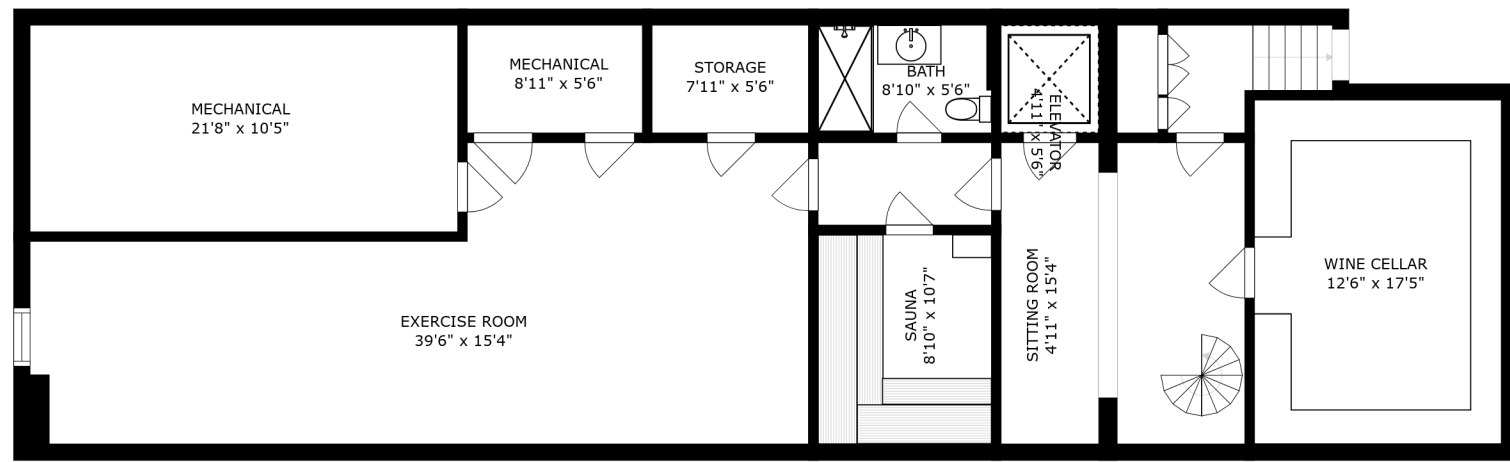 MECHANICAL
21'8" x 10'5"
MECHANICAL
8'11" x 5'6"
STORAGE
7'11" x 5'6"
BATH
8'10" x 5'6"
ELEVATOR
4'11" x 5'6"
EXERCISE ROOM
39'6" x 15'4"
SAUNA
8'10" x 10'7"
SITTING ROOM
4'11" x 15'4"
WINE CELLAR
12'6" x 17'5"